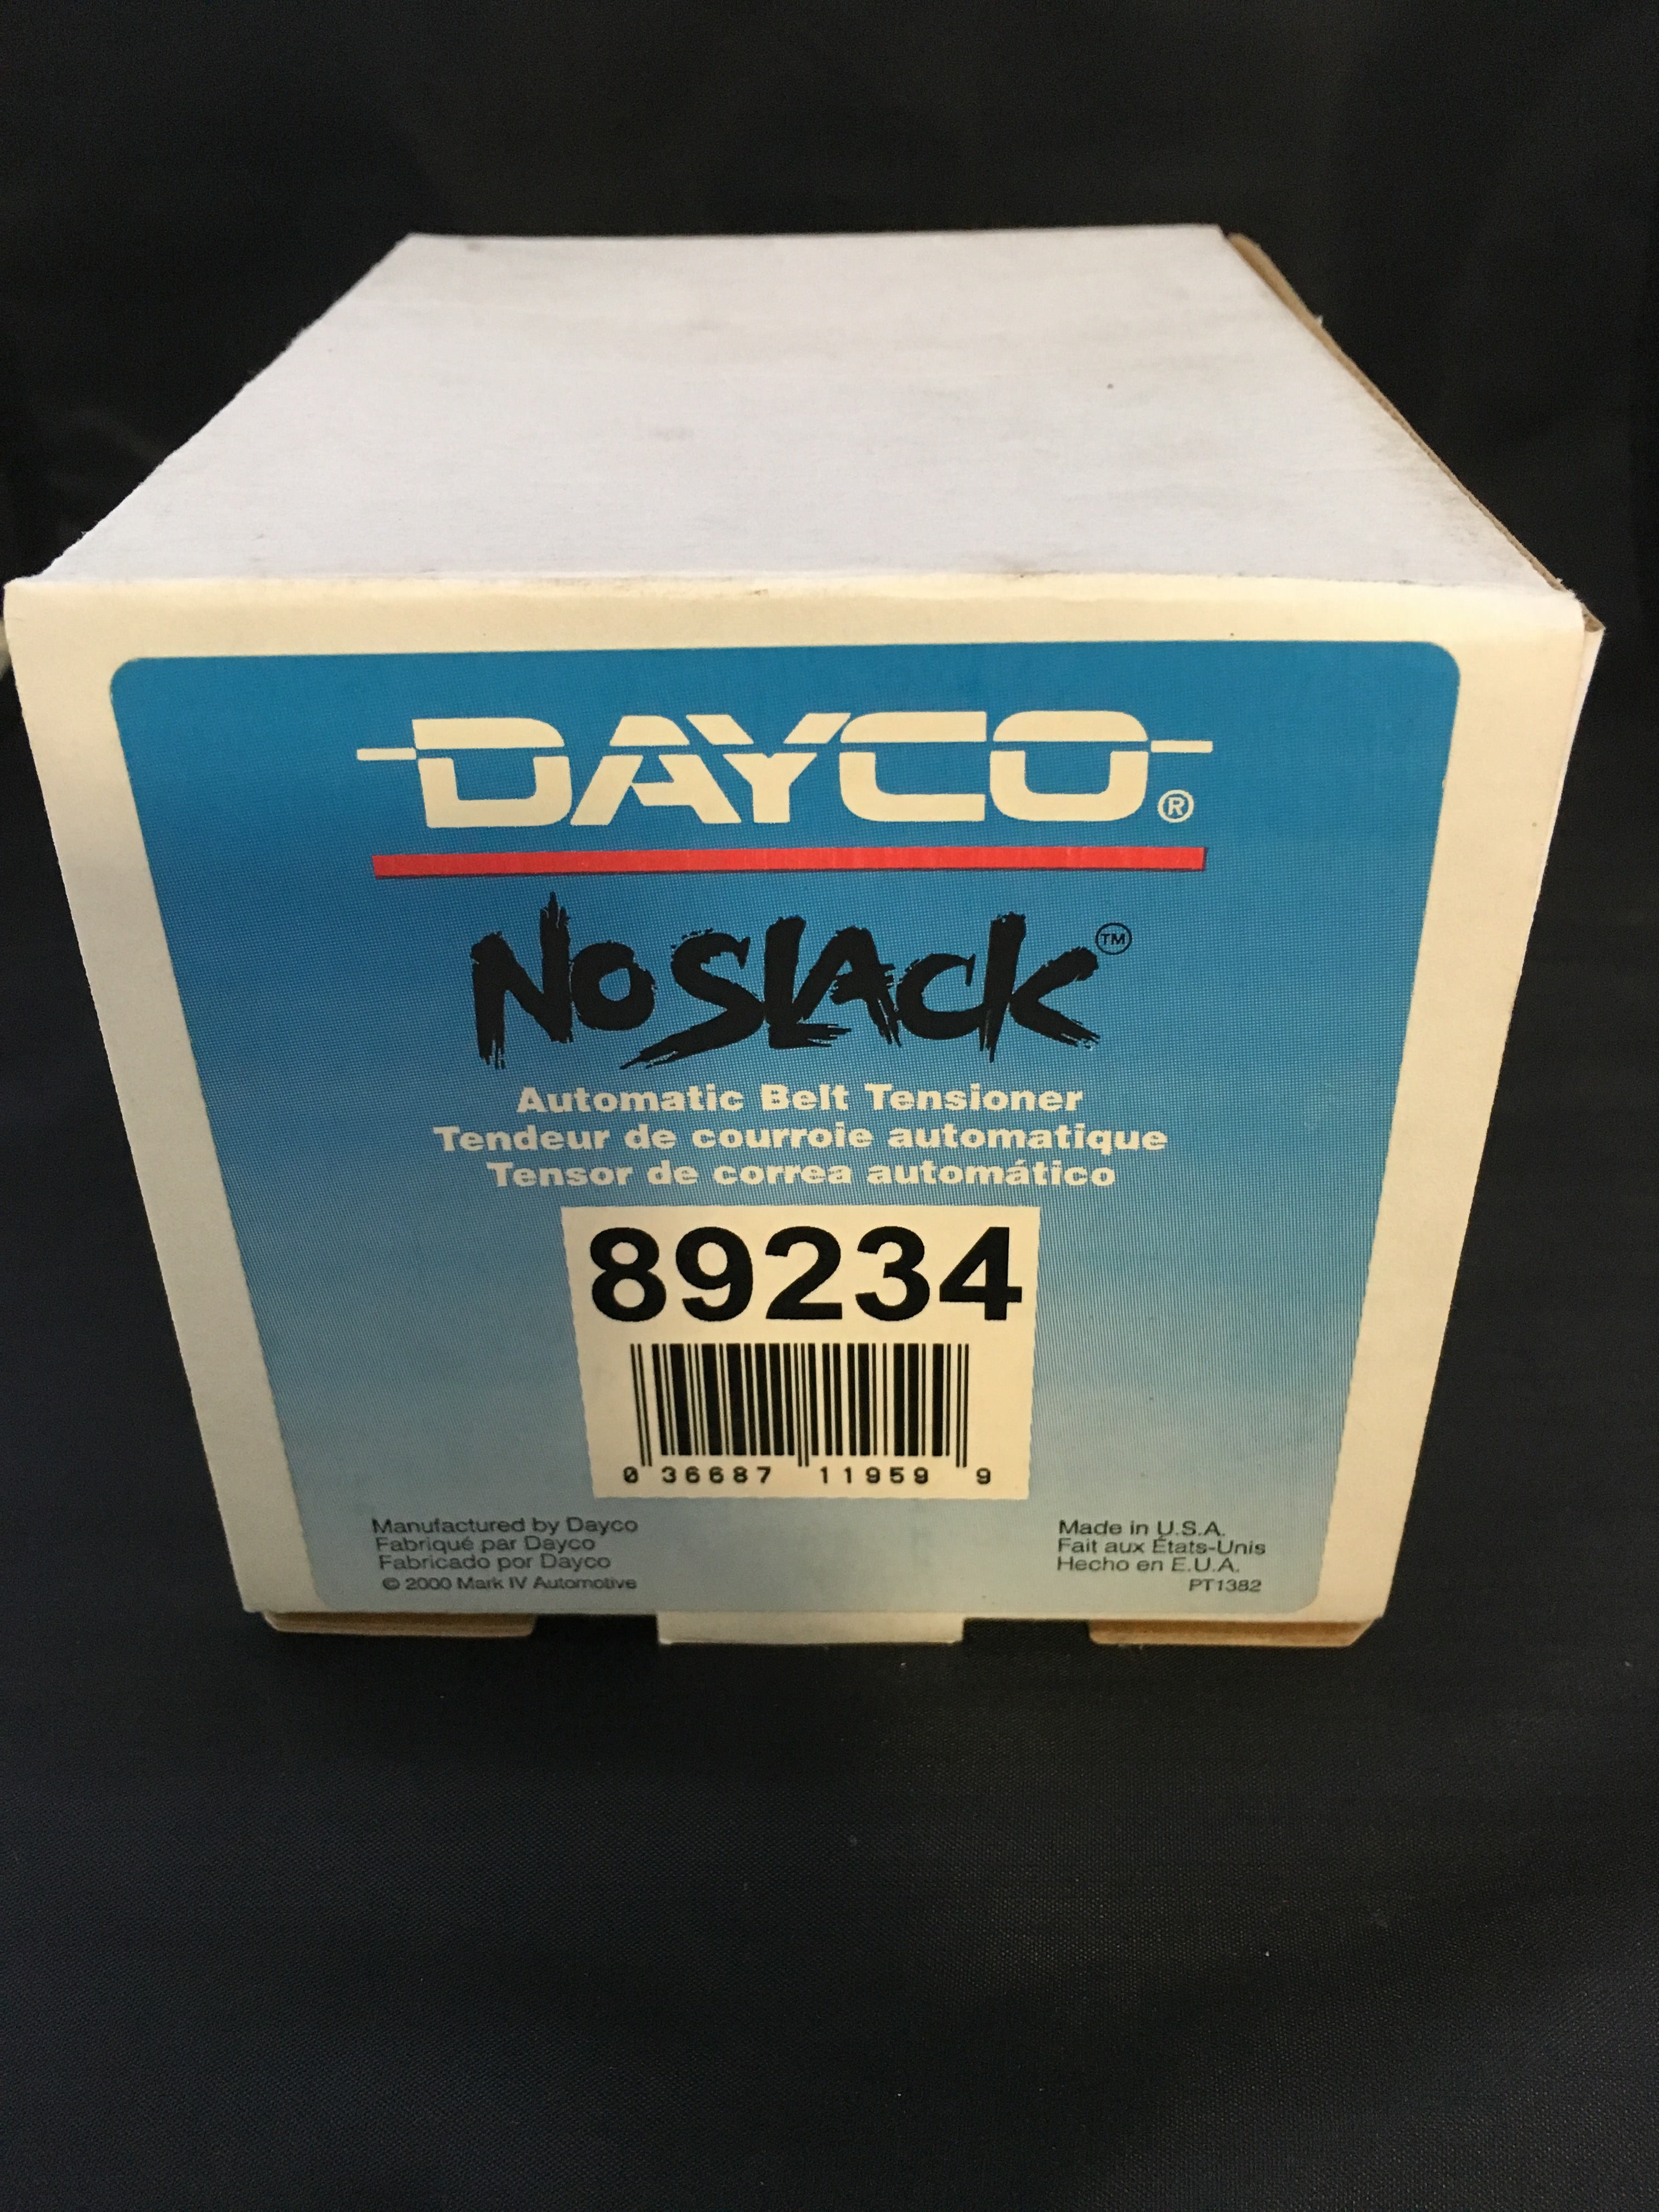 DAYCO®
NoSlack™
Automatic Belt Tensioner
Tendeur de courroie automatique
Tensor de correa automático
89234
0 36687 11959 9
Manufactured by Dayco
Fabriqué par Dayco
Fabricado por Dayco
© 2000 Mark IV Automotive
Made in U.S.A.
Fait aux États-Unis
Hecho en E.U.A.
PT1382